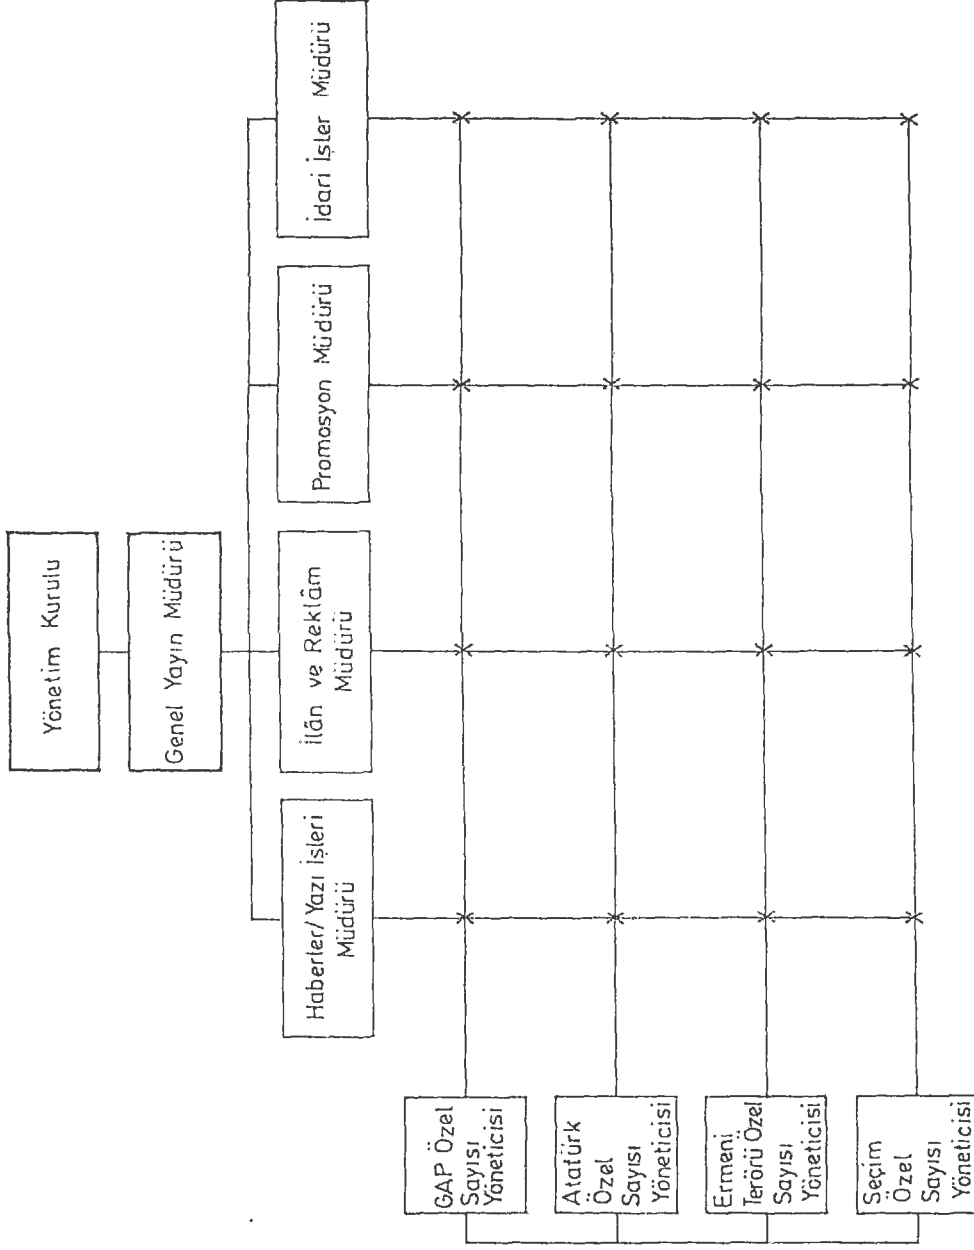 Yönetim Kurulu
Genel Yayın Müdürü
Haberler/Yazı İşleri
Müdürü
İlân ve Reklâm
Müdürü
Promosyon Müdürü
İdari İşler Müdürü
GAP Özel
Sayısı
Yöneticisi
Atatürk
Özel
Sayısı
Yöneticisi
Ermeni
Terörü Özel
Sayısı
Yöneticisi
Seçim
Özel
Sayısı
Yöneticisi